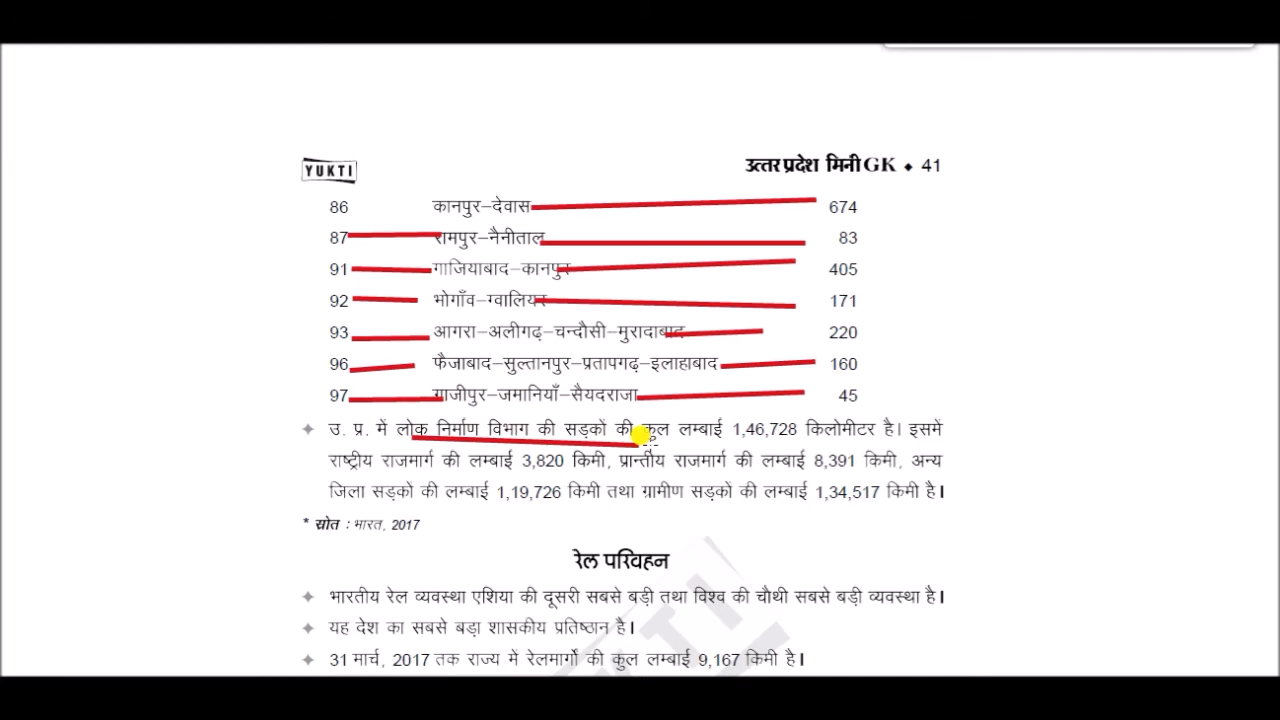 YUKTI उत्तर प्रदेश मिनी GK ◆ 41
86 कानपुर–देवास 674
87 रामपुर–नैनीताल 83
91 गाजियाबाद–कानपुर 405
92 भोगाँव–ग्वालियर 171
93 आगरा–अलीगढ़–चन्दौसी–मुरादाबाद 220
96 फैजाबाद–सुल्तानपुर–प्रतापगढ़–इलाहाबाद 160
97 गाजीपुर–जमानियाँ–सैयदराजा 45
✦ उ. प्र. में लोक निर्माण विभाग की सड़कों की कुल लम्बाई 1,46,728 किलोमीटर है। इसमें
राष्ट्रीय राजमार्ग की लम्बाई 3,820 किमी, प्रान्तीय राजमार्ग की लम्बाई 8,391 किमी, अन्य
जिला सड़कों की लम्बाई 1,19,726 किमी तथा ग्रामीण सड़कों की लम्बाई 1,34,517 किमी है।
* स्रोत : भारत, 2017
रेल परिवहन
✦ भारतीय रेल व्यवस्था एशिया की दूसरी सबसे बड़ी तथा विश्व की चौथी सबसे बड़ी व्यवस्था है।
✦ यह देश का सबसे बड़ा शासकीय प्रतिष्ठान है।
✦ 31 मार्च, 2017 तक राज्य में रेलमार्गों की कुल लम्बाई 9,167 किमी है।